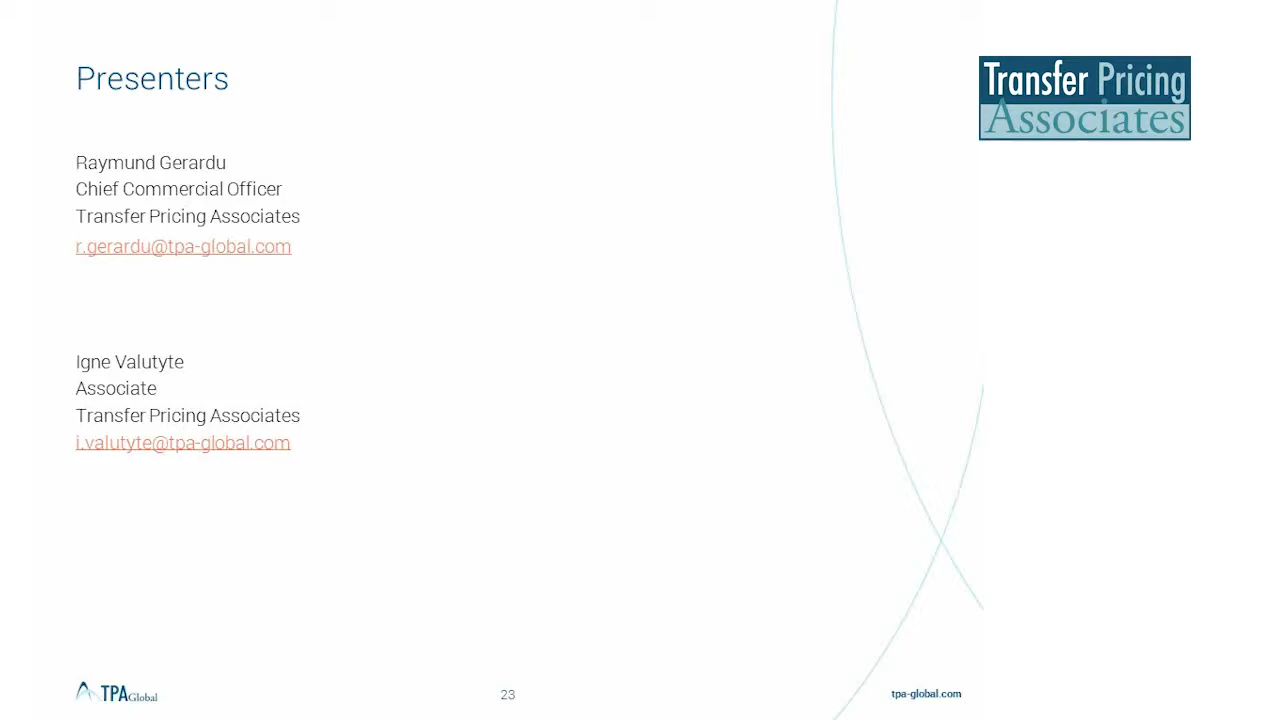 Presenters
Transfer Pricing
Associates
Raymund Gerardu
Chief Commercial Officer
Transfer Pricing Associates
r.gerardu@tpa-global.com
Igne Valutyte
Associate
Transfer Pricing Associates
i.valutyte@tpa-global.com
TPA Global
23
tpa-global.com